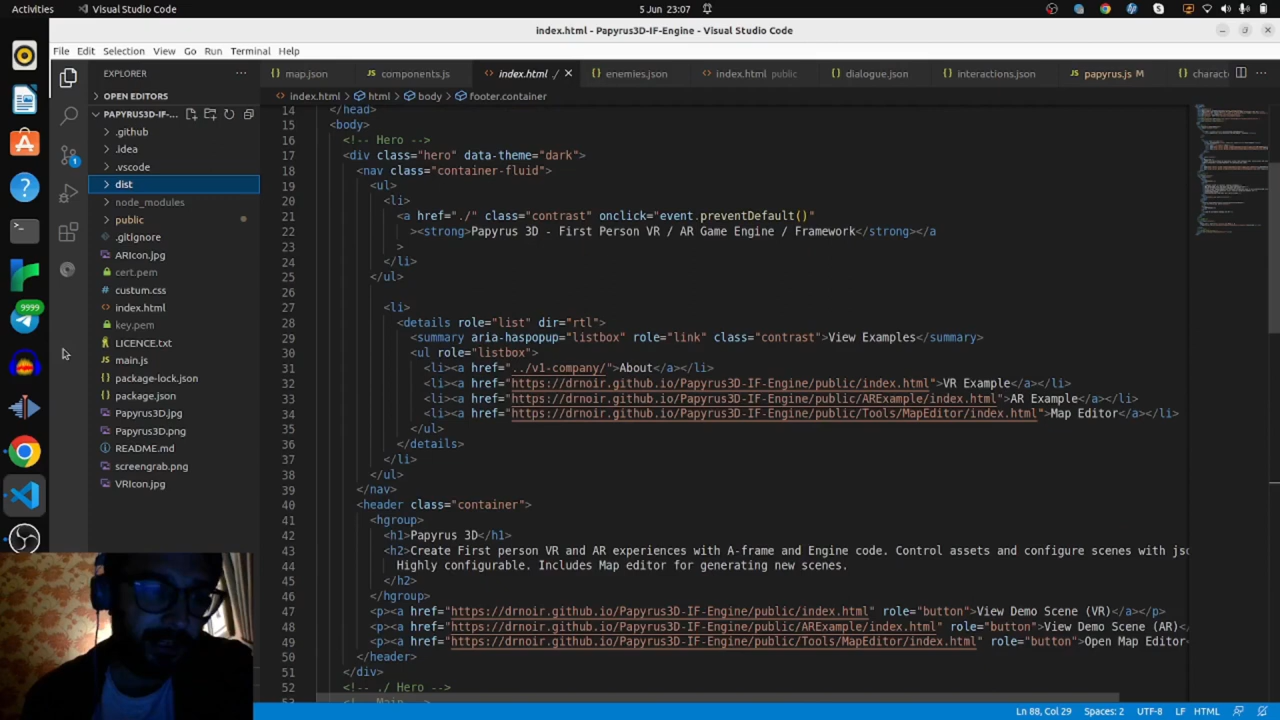 Activities Visual Studio Code 5 Jun 23:07
index.html - Papyrus3D-IF-Engine - Visual Studio Code
File Edit Selection View Go Run Terminal Help
EXPLORER ...
map.json components.js index.html / enemies.json index.html public dialogue.json interactions.json papyrus.js M characte
OPEN EDITORS
index.html > html > body > footer.container
PAPYRUS3D-IF-...
.github
.idea
.vscode
dist
node_modules
public
.gitignore
ARIcon.jpg
cert.pem
custum.css
index.html
key.pem
LICENCE.txt
main.js
package-lock.json
package.json
Papyrus3D.jpg
Papyrus3D.png
README.md
screengrab.png
VRIcon.jpg
1
9999
14 </head>
15 <body>
16 <!-- Hero -->
17 <div class="hero" data-theme="dark">
18 <nav class="container-fluid">
19 <ul>
20 <li>
21 <a href="./" class="contrast" onclick="event.preventDefault()"
22 ><strong>Papyrus 3D - First Person VR / AR Game Engine / Framework</strong></a
23 >
24 </li>
25 </ul>
26
27 <li>
28 <details role="list" dir="rtl">
29 <summary aria-haspopup="listbox" role="link" class="contrast">View Examples</summary>
30 <ul role="listbox">
31 <li><a href="../v1-company/">About</a></li>
32 <li><a href="https://drnoir.github.io/Papyrus3D-IF-Engine/public/index.html">VR Example</a></li>
33 <li><a href="https://drnoir.github.io/Papyrus3D-IF-Engine/public/ARExample/index.html">AR Example</a></li>
34 <li><a href="https://drnoir.github.io/Papyrus3D-IF-Engine/public/Tools/MapEditor/index.html">Map Editor</a></li>
35 </ul>
36 </details>
37 </li>
38 </ul>
39 </nav>
40 <header class="container">
41 <hgroup>
42 <h1>Papyrus 3D</h1>
43 <h2>Create First person VR and AR experiences with A-frame and Engine code. Control assets and configure scenes with jso
44 Highly configurable. Includes Map editor for generating new scenes.
45 </h2>
46 </hgroup>
47 <p><a href="https://drnoir.github.io/Papyrus3D-IF-Engine/public/index.html" role="button">View Demo Scene (VR)</a></p>
48 <p><a href="https://drnoir.github.io/Papyrus3D-IF-Engine/public/ARExample/index.html" role="button">View Demo Scene (AR)</
49 <p><a href="https://drnoir.github.io/Papyrus3D-IF-Engine/public/Tools/MapEditor/index.html" role="button">Open Map Editor
50 </header>
51 </div>
52 <!-- ./ Hero -->
53 <!-- Main
Ln 88, Col 29 Spaces: 2 UTF-8 LF HTML